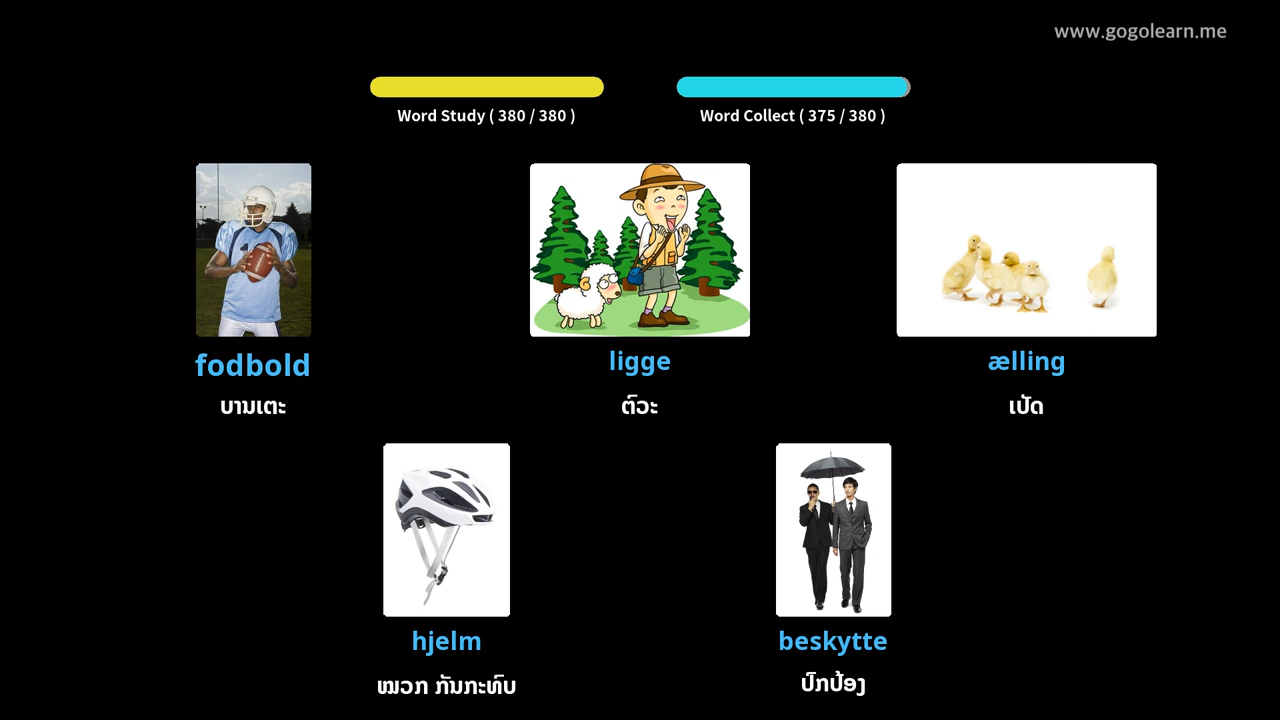 www.gogolearn.me
Word Study ( 380 / 380 )
Word Collect ( 375 / 380 )
fodbold
ບານເຕະ
ligge
ຕົວະ
ælling
ເປັດ
hjelm
ໝວກ ກັນກະທົບ
beskytte
ປົກປ້ອງ